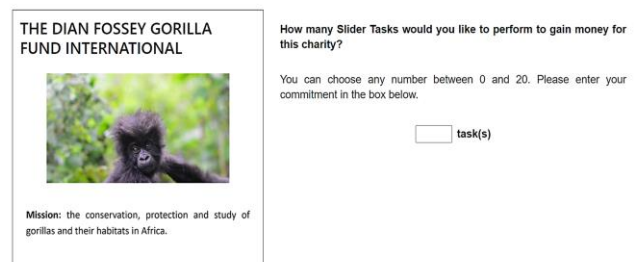 THE DIAN FOSSEY GORILLA
FUND INTERNATIONAL
Mission: the conservation, protection and study of
gorillas and their habitats in Africa.
How many Slider Tasks would you like to perform to gain money for
this charity?
You can choose any number between 0 and 20. Please enter your
commitment in the box below.
task(s)